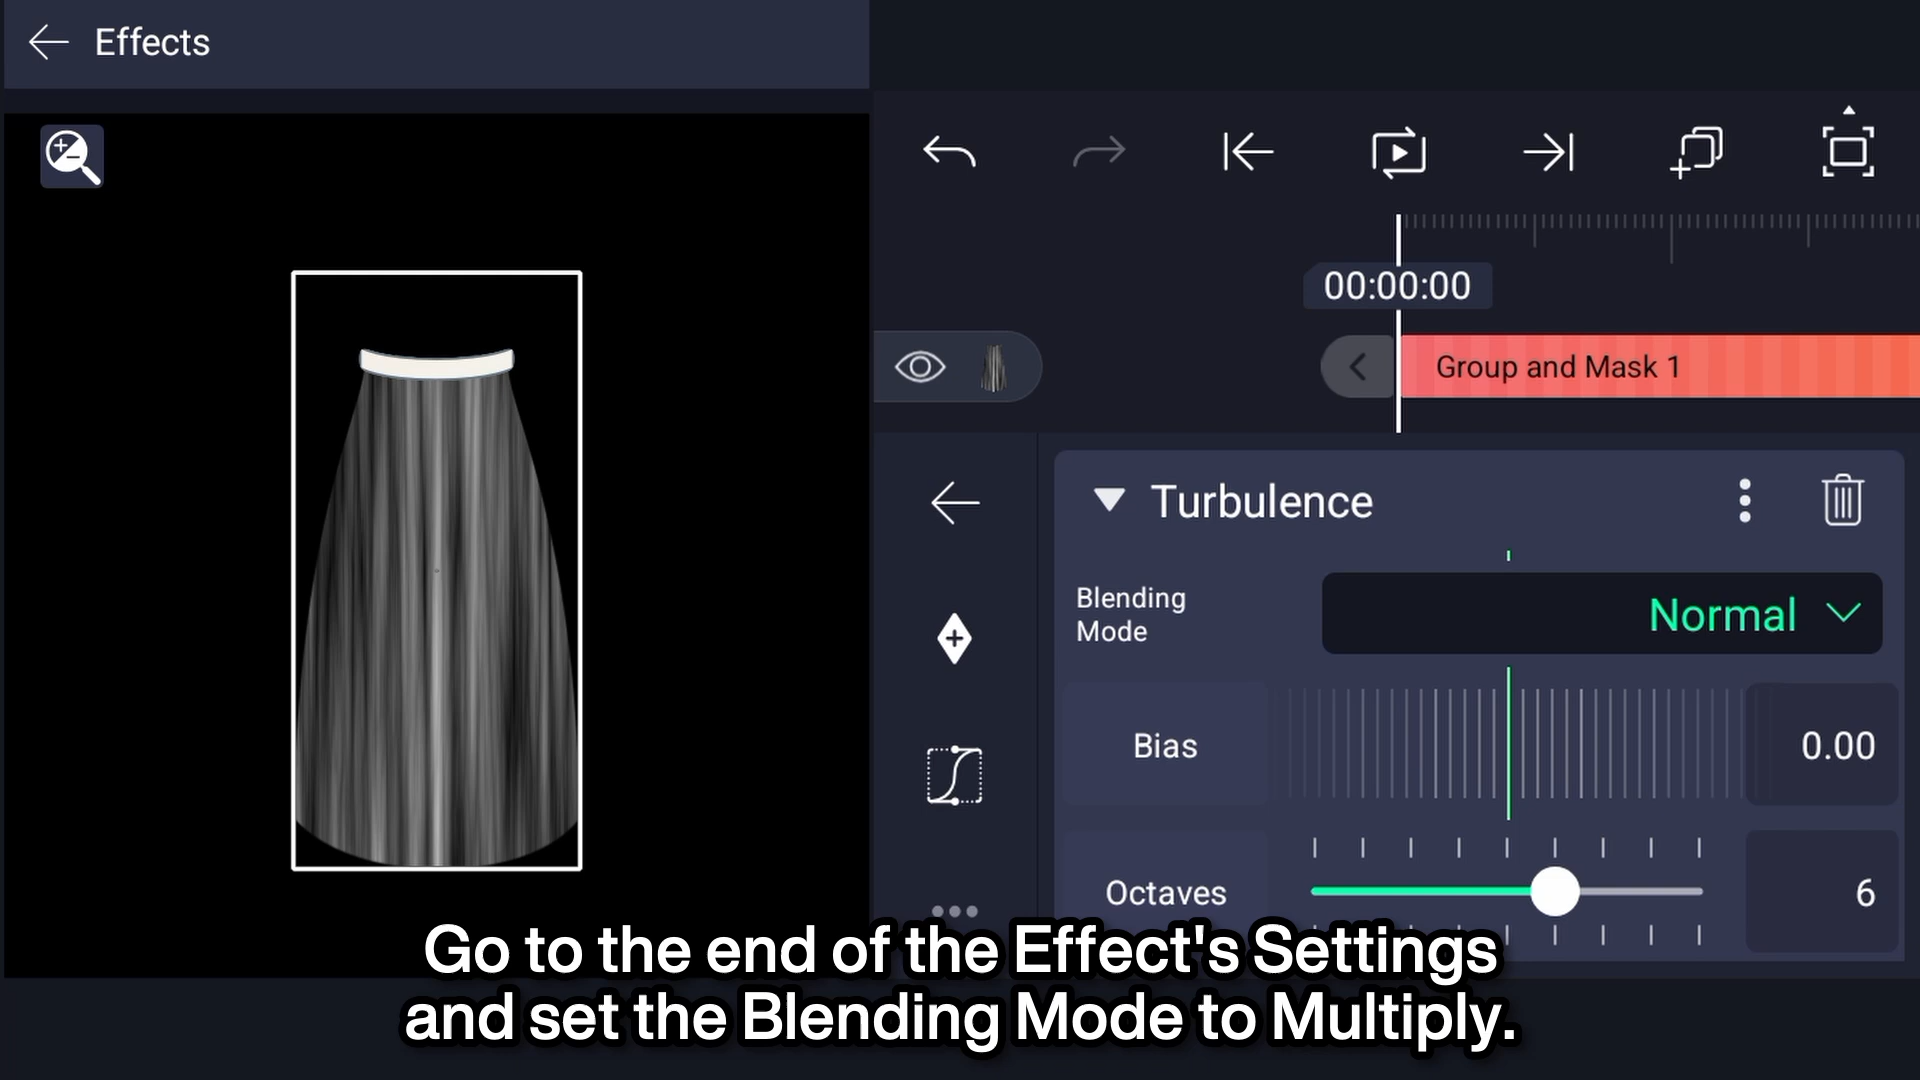 Effects
00:00:00
Group and Mask 1
Turbulence
Blending
Mode
Normal
Bias
0.00
Octaves
6
Go to the end of the Effect's Settings
and set the Blending Mode to Multiply.